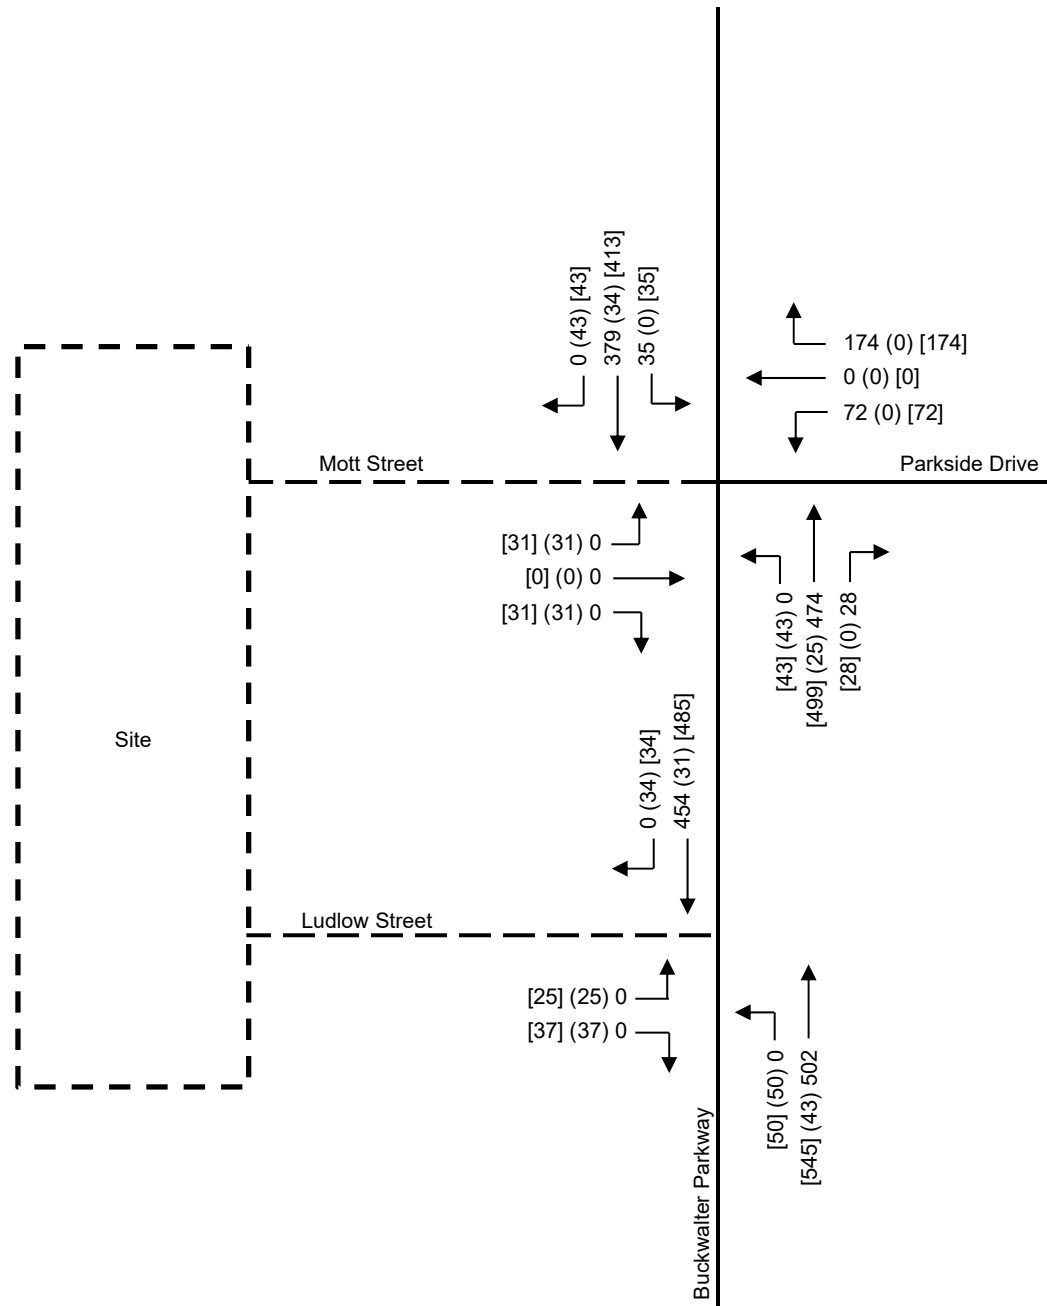 0 (43) [43]
379 (34) [413]
35 (0) [35]
174 (0) [174]
0 (0) [0]
72 (0) [72]
Mott Street
Parkside Drive
[31] (31) 0
[0] (0) 0
[31] (31) 0
[43] (43) 0
[499] (25) 474
[28] (0) 28
Site
0 (34) [34]
454 (31) [485]
Ludlow Street
[25] (25) 0
[37] (37) 0
[50] (50) 0
[545] (43) 502
Buckwalter Parkway